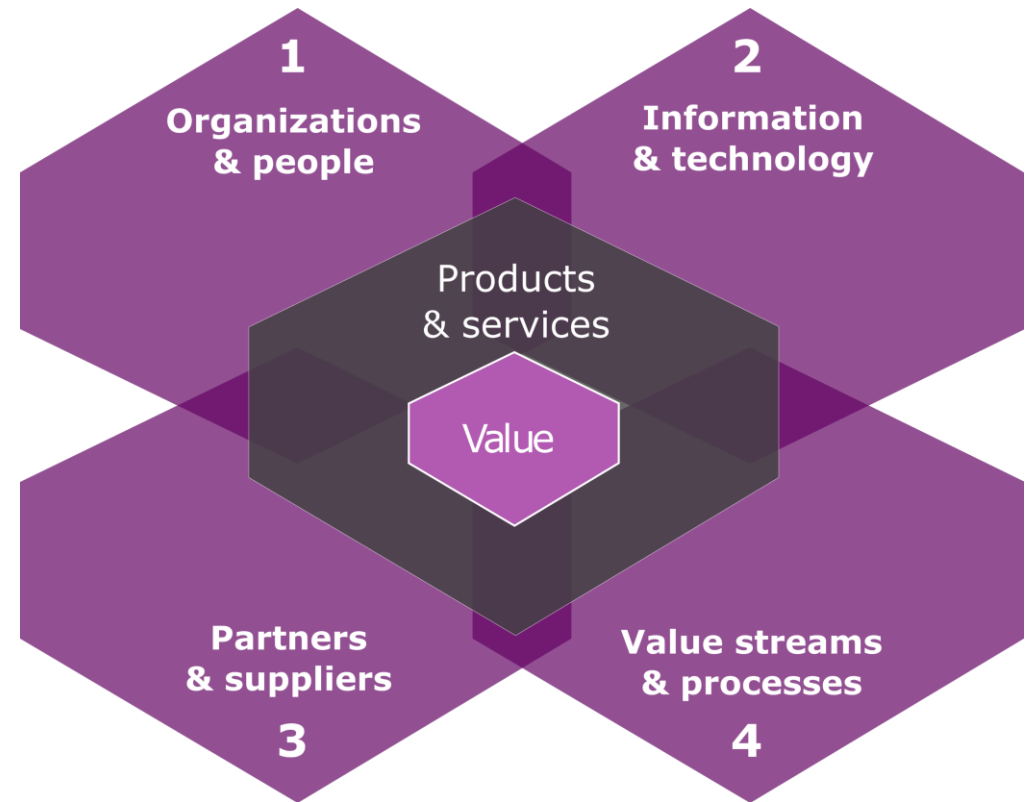 1
Organizations
& people
2
Information
& technology
Products
& services
Value
Partners
& suppliers
3
Value streams
& processes
4